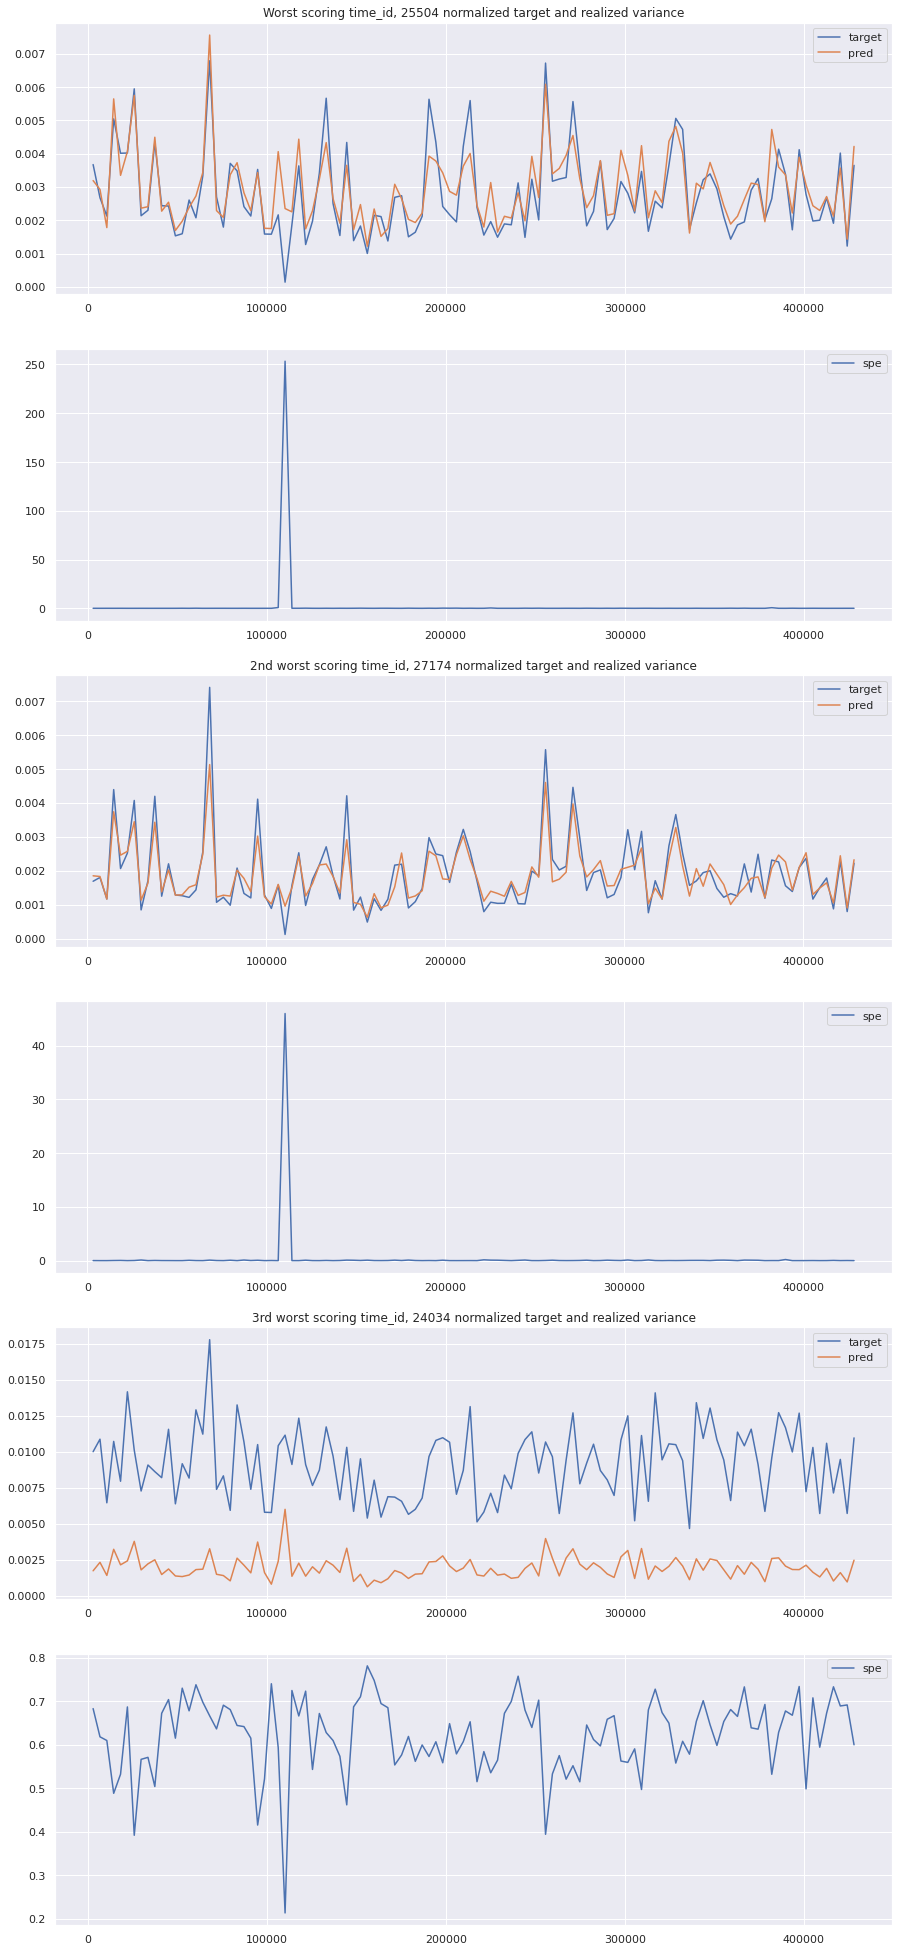 Worst scoring time_id, 25504 normalized target and realized variance
target
pred
0.007
0.006
0.005
0.004
0.003
0.002
0.001
0.000
0 100000 200000 300000 400000
spe
250
200
150
100
50
0
0 100000 200000 300000 400000
2nd worst scoring time_id, 27174 normalized target and realized variance
target
pred
0.007
0.006
0.005
0.004
0.003
0.002
0.001
0.000
0 100000 200000 300000 400000
spe
40
30
20
10
0
0 100000 200000 300000 400000
3rd worst scoring time_id, 24034 normalized target and realized variance
target
pred
0.0175
0.0150
0.0125
0.0100
0.0075
0.0050
0.0025
0.0000
0 100000 200000 300000 400000
spe
0.8
0.7
0.6
0.5
0.4
0.3
0.2
0 100000 200000 300000 400000